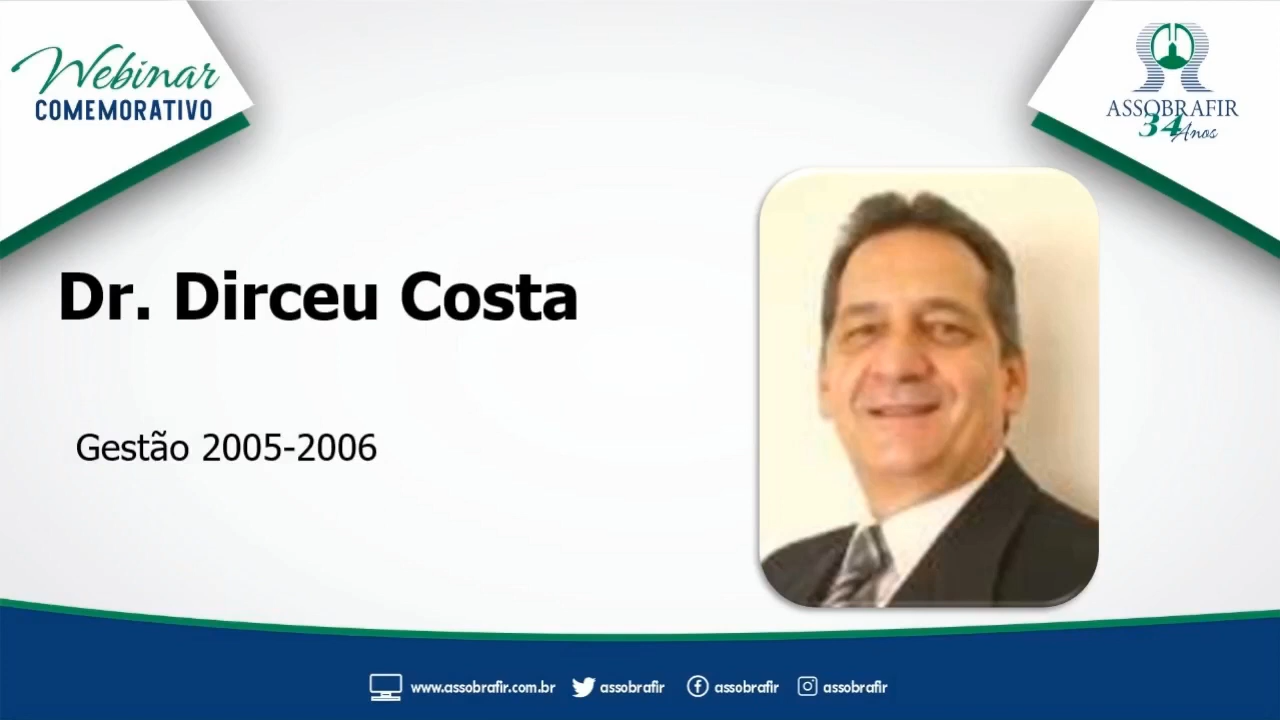 Webinar
COMEMORATIVO
ASSOBRAFIR
34 Anos
Dr. Dirceu Costa
Gestão 2005-2006
www.assobrafir.com.br assobrafir assobrafir assobrafir